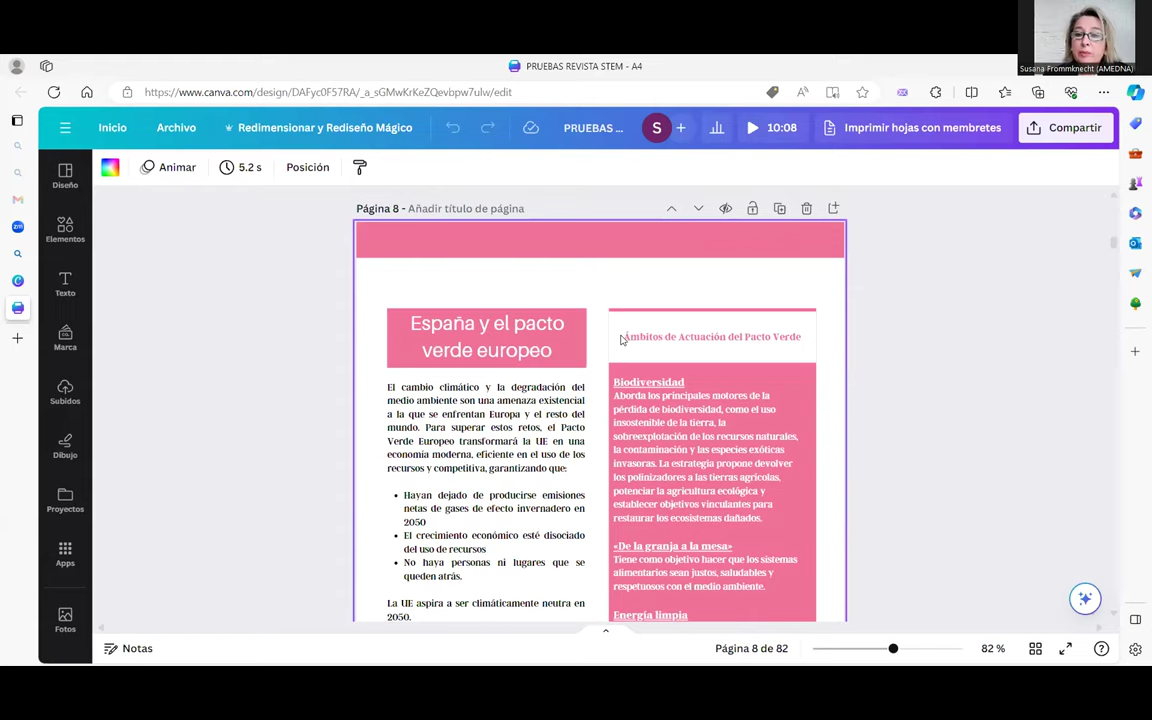 Susana Frommknecht (AMEDNA)
PRUEBAS REVISTA STEM - A4
https://www.canva.com/design/DAFyc0F57RA/_a_sGMwKrKeZQevbpw7ulw/edit
Inicio
Archivo
Redimensionar y Rediseño Mágico
PRUEBAS ...
S
10:08
Imprimir hojas con membretes
Compartir
Animar
5.2 s
Posición
Diseño
Elementos
Texto
Marca
Subidos
Dibujo
Proyectos
Apps
Fotos
Página 8 - Añadir título de página
España y el pacto
verde europeo
El cambio climático y la degradación del
medio ambiente son una amenaza existencial
a la que se enfrentan Europa y el resto del
mundo. Para superar estos retos, el Pacto
Verde Europeo transformará la UE en una
economía moderna, eficiente en el uso de los
recursos y competitiva, garantizando que:
• Hayan dejado de producirse emisiones
netas de gases de efecto invernadero en
2050
• El crecimiento económico esté disociado
del uso de recursos
• No haya personas ni lugares que se
queden atrás.
La UE aspira a ser climáticamente neutra en
2050.
Ámbitos de Actuación del Pacto Verde
Biodiversidad
Aborda los principales motores de la
pérdida de biodiversidad, como el uso
insostenible de la tierra, la
sobreexplotación de los recursos naturales,
la contaminación y las especies exóticas
invasoras. La estrategia propone devolver
los polinizadores a las tierras agrícolas,
potenciar la agricultura ecológica y
establecer objetivos vinculantes para
restaurar los ecosistemas dañados.
«De la granja a la mesa»
Tiene como objetivo hacer que los sistemas
alimentarios sean justos, saludables y
respetuosos con el medio ambiente.
Energía limpia
Notas
Página 8 de 82
82 %